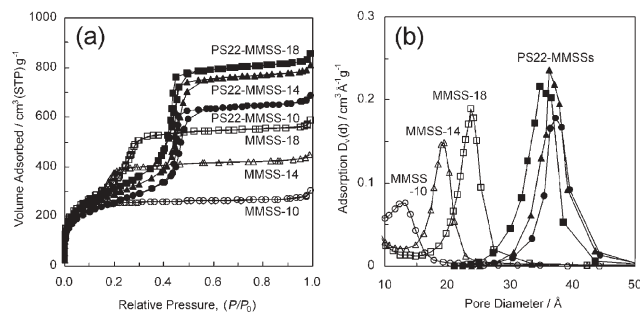 (a)
Volume Adsorbed / cm³(STP)g⁻¹
1000
800
600
400
200
0
PS22-MMSS-18
PS22-MMSS-14
PS22-MMSS-10
MMSS-18
MMSS-14
MMSS-10
0.0 0.2 0.4 0.6 0.8 1.0
Relative Pressure, (P/P₀)
(b)
Adsorption Dᵥ(d) / cm³Å⁻¹g⁻¹
0.3
0.2
0.1
0
PS22-MMSSs
MMSS-18
MMSS-14
MMSS
-10
10 20 30 40 50
Pore Diameter / Å